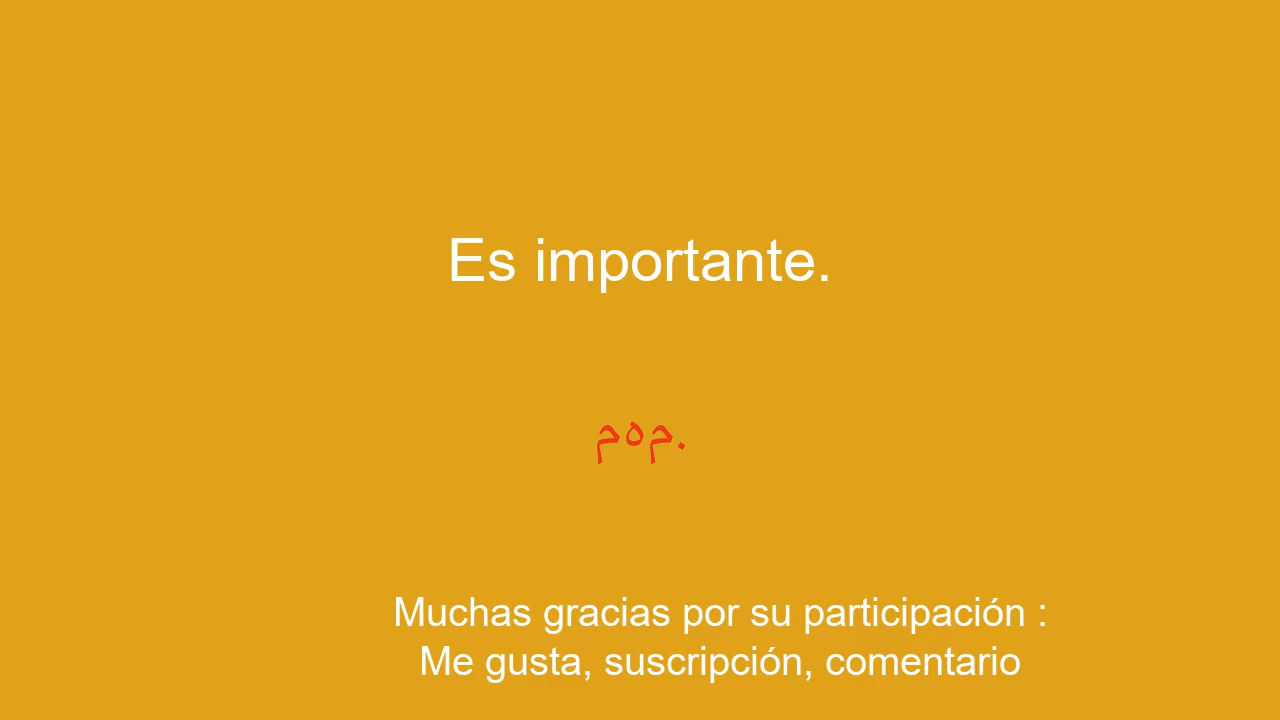 Es importante.
مهم.
Muchas gracias por su participación :
Me gusta, suscripción, comentario